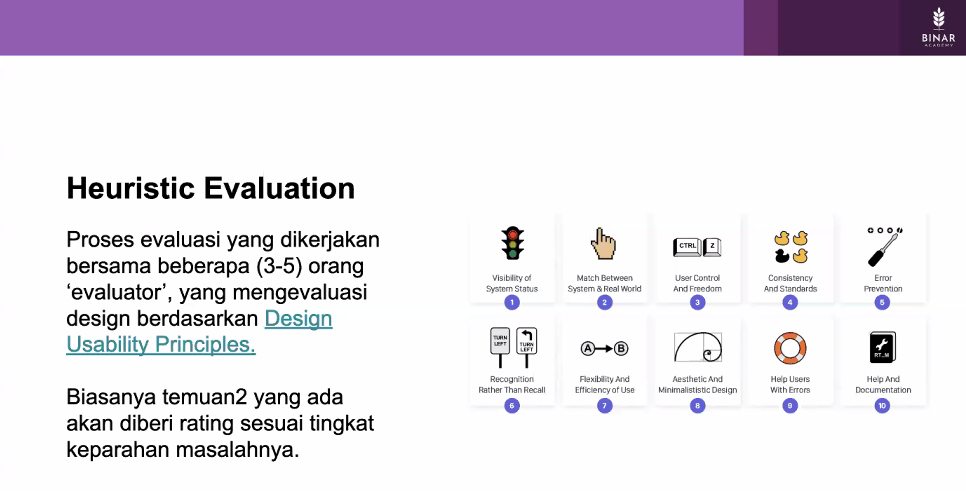 BINAR
ACADEMY
Heuristic Evaluation
Proses evaluasi yang dikerjakan
bersama beberapa (3-5) orang
‘evaluator’, yang mengevaluasi
design berdasarkan Design
Usability Principles.
Biasanya temuan2 yang ada
akan diberi rating sesuai tingkat
keparahan masalahnya.
Visibility of
System Status
1
Match Between
System & Real World
2
CTRL Z
User Control
And Freedom
3
Consistency
And Standards
4
Error
Prevention
5
TURN
LEFT
TURN
LEFT
Recognition
Rather Than Recall
6
A B
Flexibility And
Efficiency of Use
7
Aesthetic And
Minimalististic Design
8
Help Users
With Errors
9
RT_M
Help And
Documentation
10